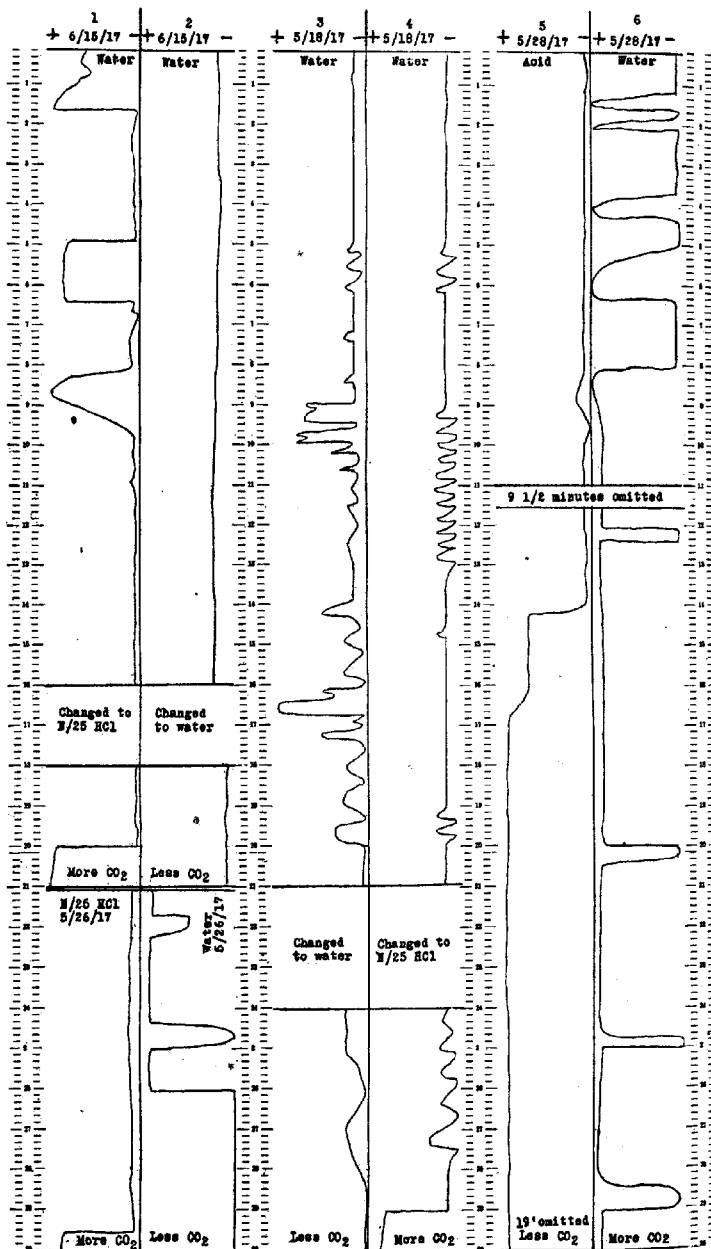 1
+ 6/15/17 -
Water
2
+ 6/15/17 -
Water
3
+ 5/18/17 -
Water
4
+ 5/18/17 -
Water
5
+ 5/28/17 -
Acid
6
+ 5/28/17 -
Water
9 1/2 minutes omitted
Changed to
N/25 HCl
Changed
to water
More CO2
Less CO2
N/25 HCl
5/26/17
Water
5/26/17
Changed
to water
Changed to
N/25 HCl
More CO2
Less CO2
Less CO2
More CO2
19' omitted
Less CO2
More CO2